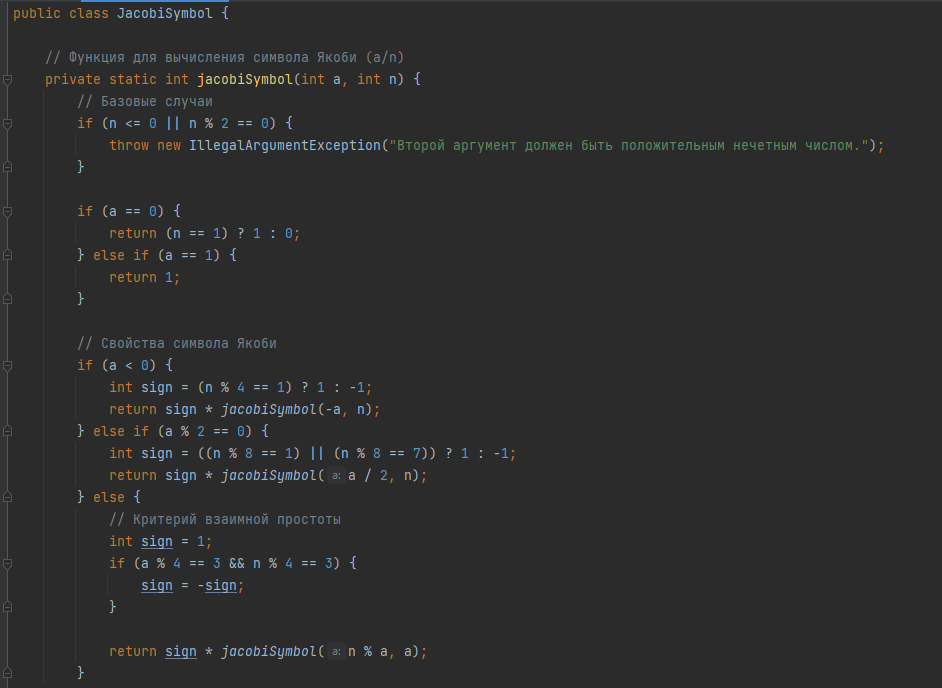 public class JacobiSymbol {
// Функция для вычисления символа Якоби (a/n)
private static int jacobiSymbol(int a, int n) {
// Базовые случаи
if (n <= 0 || n % 2 == 0) {
throw new IllegalArgumentException("Второй аргумент должен быть положительным нечетным числом.");
}
if (a == 0) {
return (n == 1) ? 1 : 0;
} else if (a == 1) {
return 1;
}
// Свойства символа Якоби
if (a < 0) {
int sign = (n % 4 == 1) ? 1 : -1;
return sign * jacobiSymbol(-a, n);
} else if (a % 2 == 0) {
int sign = ((n % 8 == 1) || (n % 8 == 7)) ? 1 : -1;
return sign * jacobiSymbol( a: a / 2, n);
} else {
// Критерий взаимной простоты
int sign = 1;
if (a % 4 == 3 && n % 4 == 3) {
sign = -sign;
}
return sign * jacobiSymbol( a: n % a, a);
}